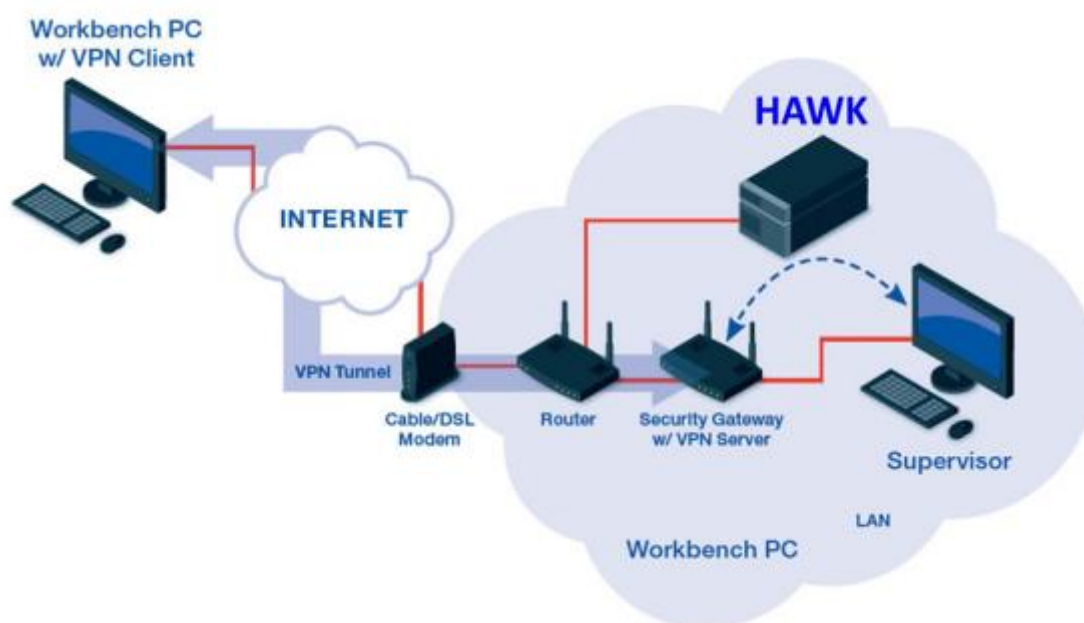 Workbench PC
w/ VPN Client
HAWK
INTERNET
VPN Tunnel
Cable/DSL
Modem
Router
Security Gateway
w/ VPN Server
Supervisor
LAN
Workbench PC